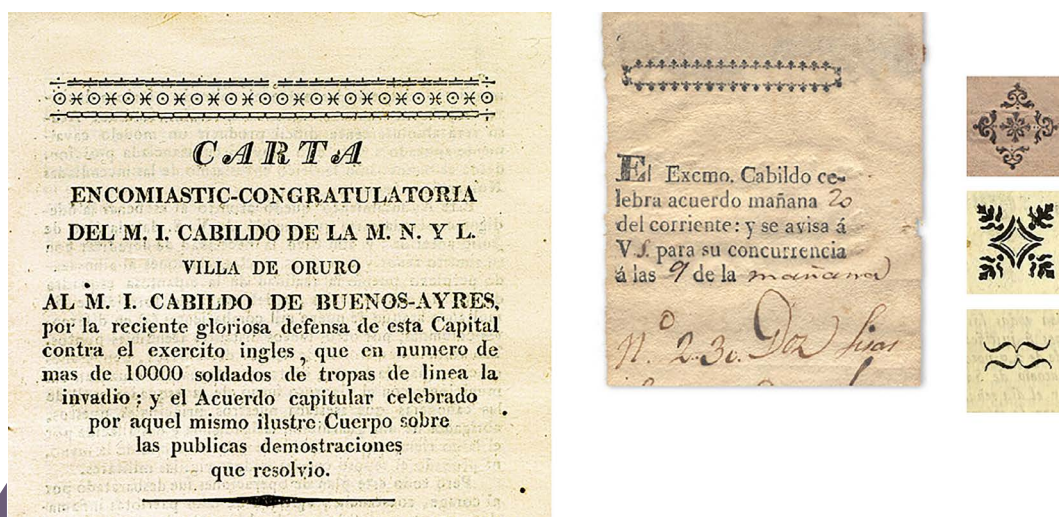 CARTA
ENCOMIASTIC-CONGRATULATORIA
DEL M. I. CABILDO DE LA M. N. Y L.
VILLA DE ORURO
AL M. I. CABILDO DE BUENOS-AYRES,
por la reciente gloriosa defensa de esta Capital
contra el exercito ingles, que en numero de
mas de 10000 soldados de tropas de linea la
invadio: y el Acuerdo capitular celebrado
por aquel mismo ilustre Cuerpo sobre
las publicas demostraciones
que resolvio.
El Excmo. Cabildo ce-
lebra acuerdo mañana 20
del corriente: y se avisa á
V.S. para su concurrencia
á las 9 de la mañana